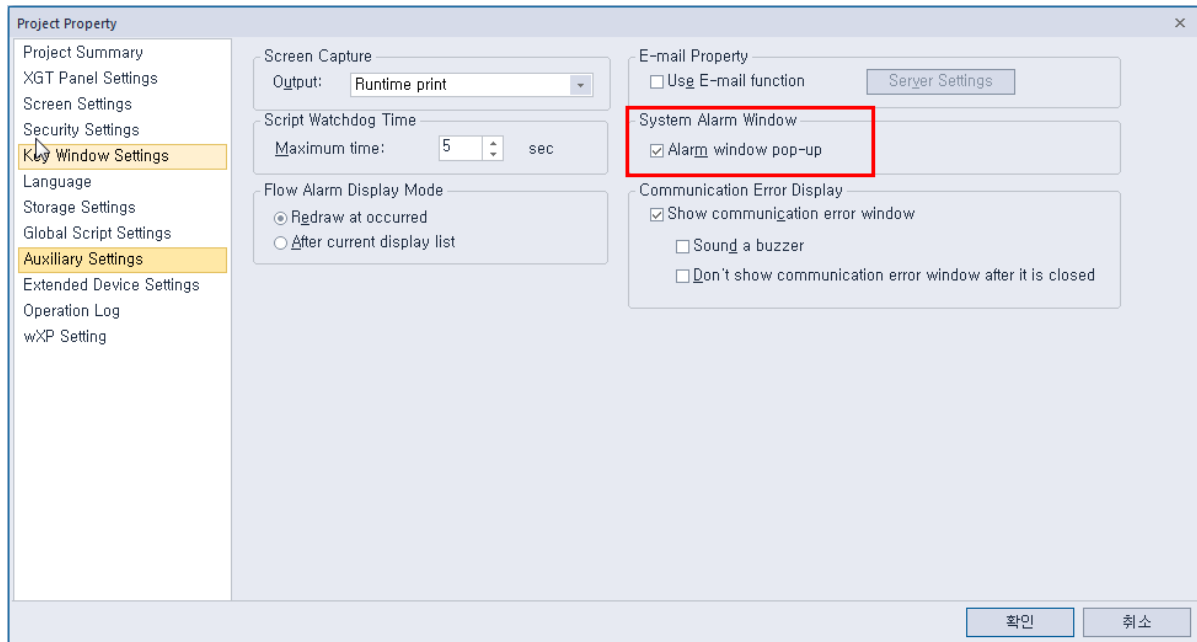 Project Property
Project Summary
XGT Panel Settings
Screen Settings
Security Settings
Key Window Settings
Language
Storage Settings
Global Script Settings
Auxiliary Settings
Extended Device Settings
Operation Log
wXP Setting
Screen Capture
Output: Runtime print
Script Watchdog Time
Maximum time: 5 sec
Flow Alarm Display Mode
Redraw at occurred
After current display list
E-mail Property
Use E-mail function Server Settings
System Alarm Window
Alarm window pop-up
Communication Error Display
Show communication error window
Sound a buzzer
Don't show communication error window after it is closed
확인 취소